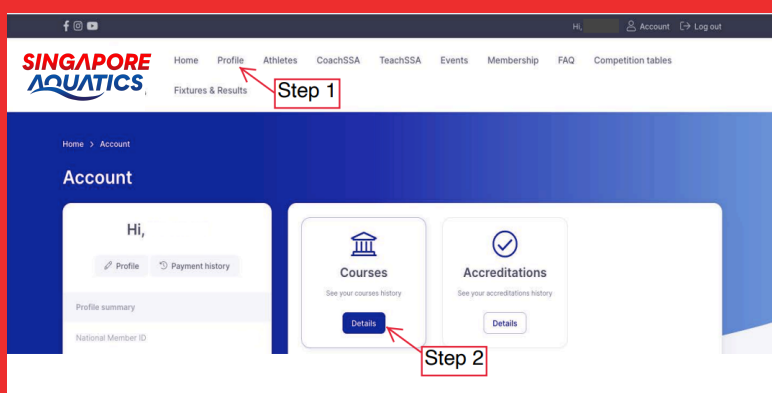 Hi,
Account
Log out
SINGAPORE
AQUATICS
Home Profile Athletes CoachSSA TeachSSA Events Membership FAQ Competition tables
Fixtures & Results
Step 1
Home > Account
Account
Hi,
Profile
Payment history
Profile summary
National Member ID
Courses
See your courses history
Details
Accreditations
See your accreditations history
Details
Step 2